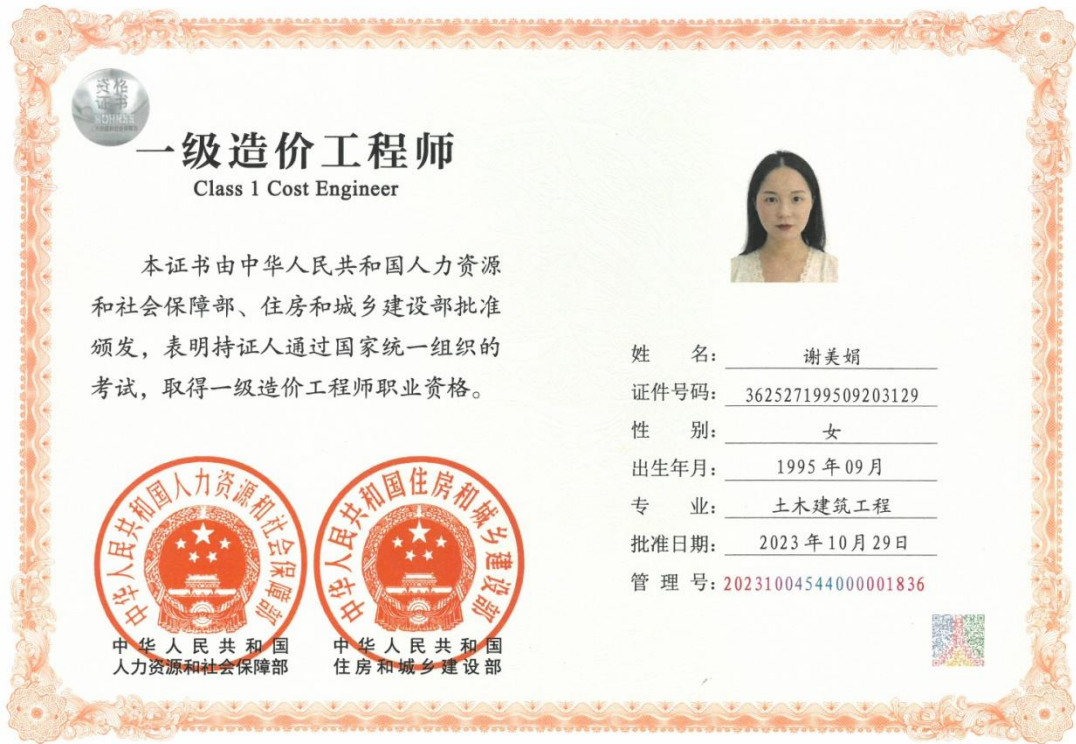 资格
证书
MOHRSS
一级造价工程师
Class 1 Cost Engineer
本证书由中华人民共和国人力资源
和社会保障部、住房和城乡建设部批准
颁发，表明持证人通过国家统一组织的
考试，取得一级造价工程师职业资格。
中华人民共和国人力资源和社会保障部
中华人民共和国住房和城乡建设部
中华人民共和国
人力资源和社会保障部
中华人民共和国
住房和城乡建设部
姓 名：谢美娟
证件号码：362527199509203129
性 别：女
出生年月：1995年09月
专 业：土木建筑工程
批准日期：2023年10月29日
管 理 号：20231004544000001836